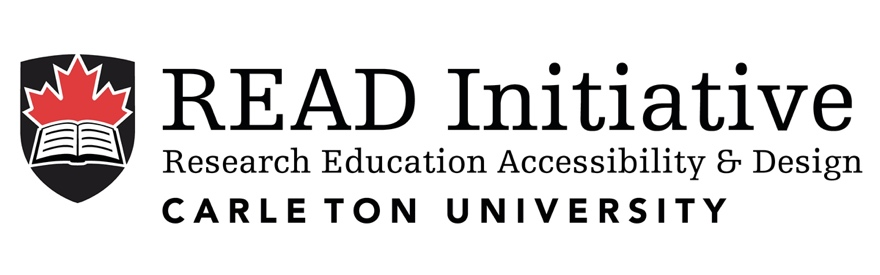 READ Initiative
Research Education Accessibility & Design
CARLETON UNIVERSITY